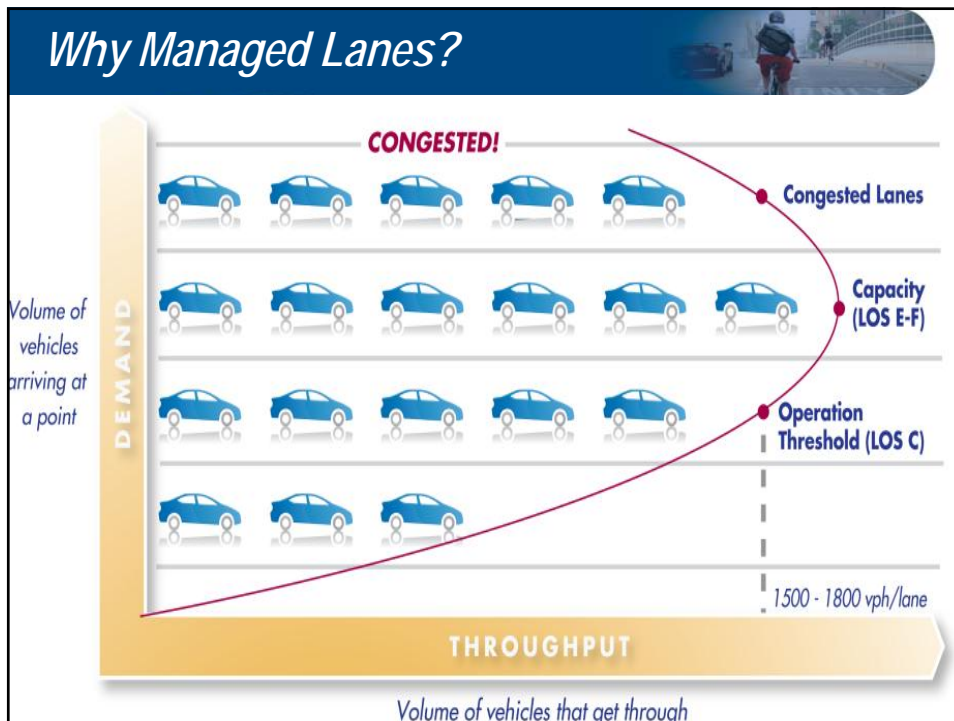 Why Managed Lanes?
CONGESTED!
Congested Lanes
Capacity
(LOS E-F)
Volume of
vehicles
arriving at
a point
DEMAND
Operation
Threshold (LOS C)
1500 - 1800 vph/lane
THROUGHPUT
Volume of vehicles that get through